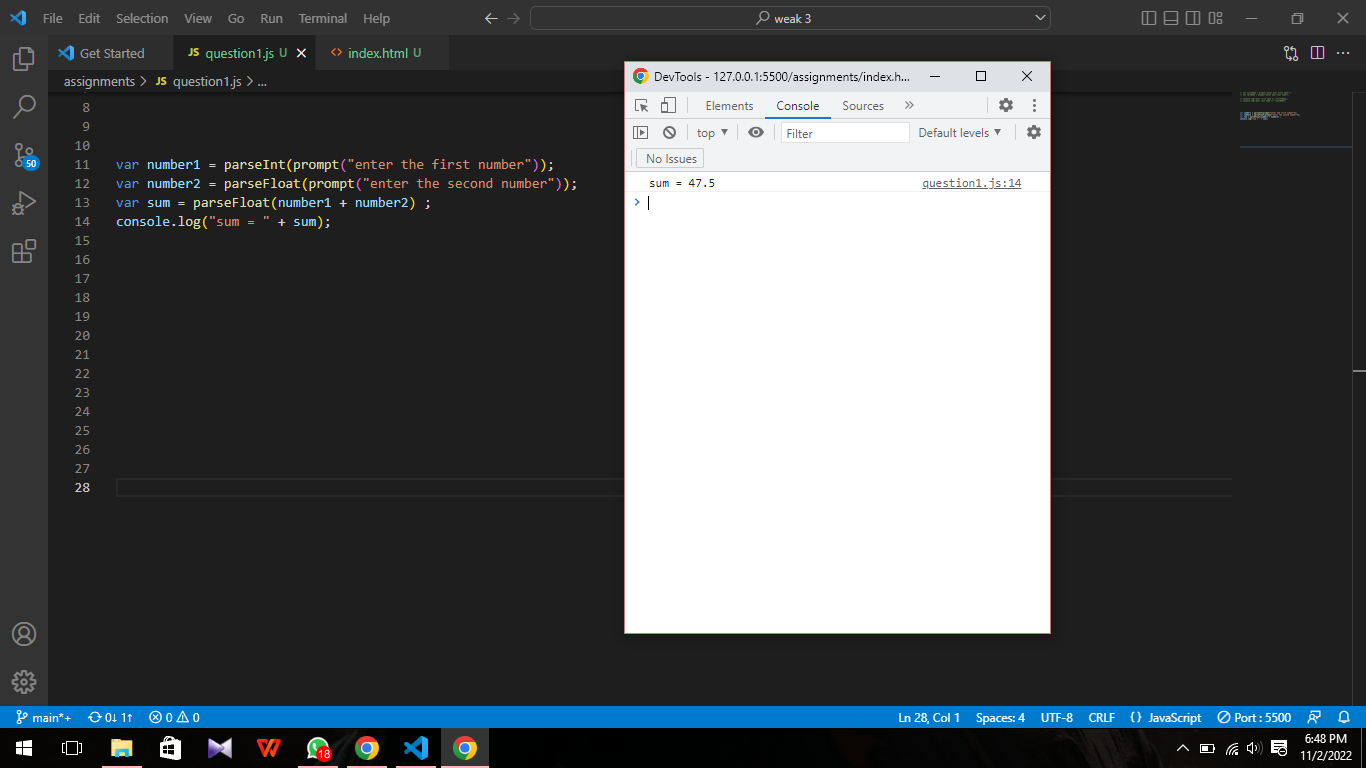 File Edit Selection View Go Run Terminal Help weak 3
Get Started JS question1.js U index.html U
assignments > JS question1.js > ...
DevTools - 127.0.0.1:5500/assignments/index.h...
Elements Console Sources
top Filter Default levels
No Issues
sum = 47.5 question1.js:14
8
9
10
11 var number1 = parseInt(prompt("enter the first number"));
12 var number2 = parseFloat(prompt("enter the second number"));
13 var sum = parseFloat(number1 + number2) ;
14 console.log("sum = " + sum);
15
16
17
18
19
20
21
22
23
24
25
26
27
28
50
main*+ 0↓ 1↑ 0 0 Ln 28, Col 1 Spaces: 4 UTF-8 CRLF {} JavaScript Port : 5500
18
6:48 PM
11/2/2022